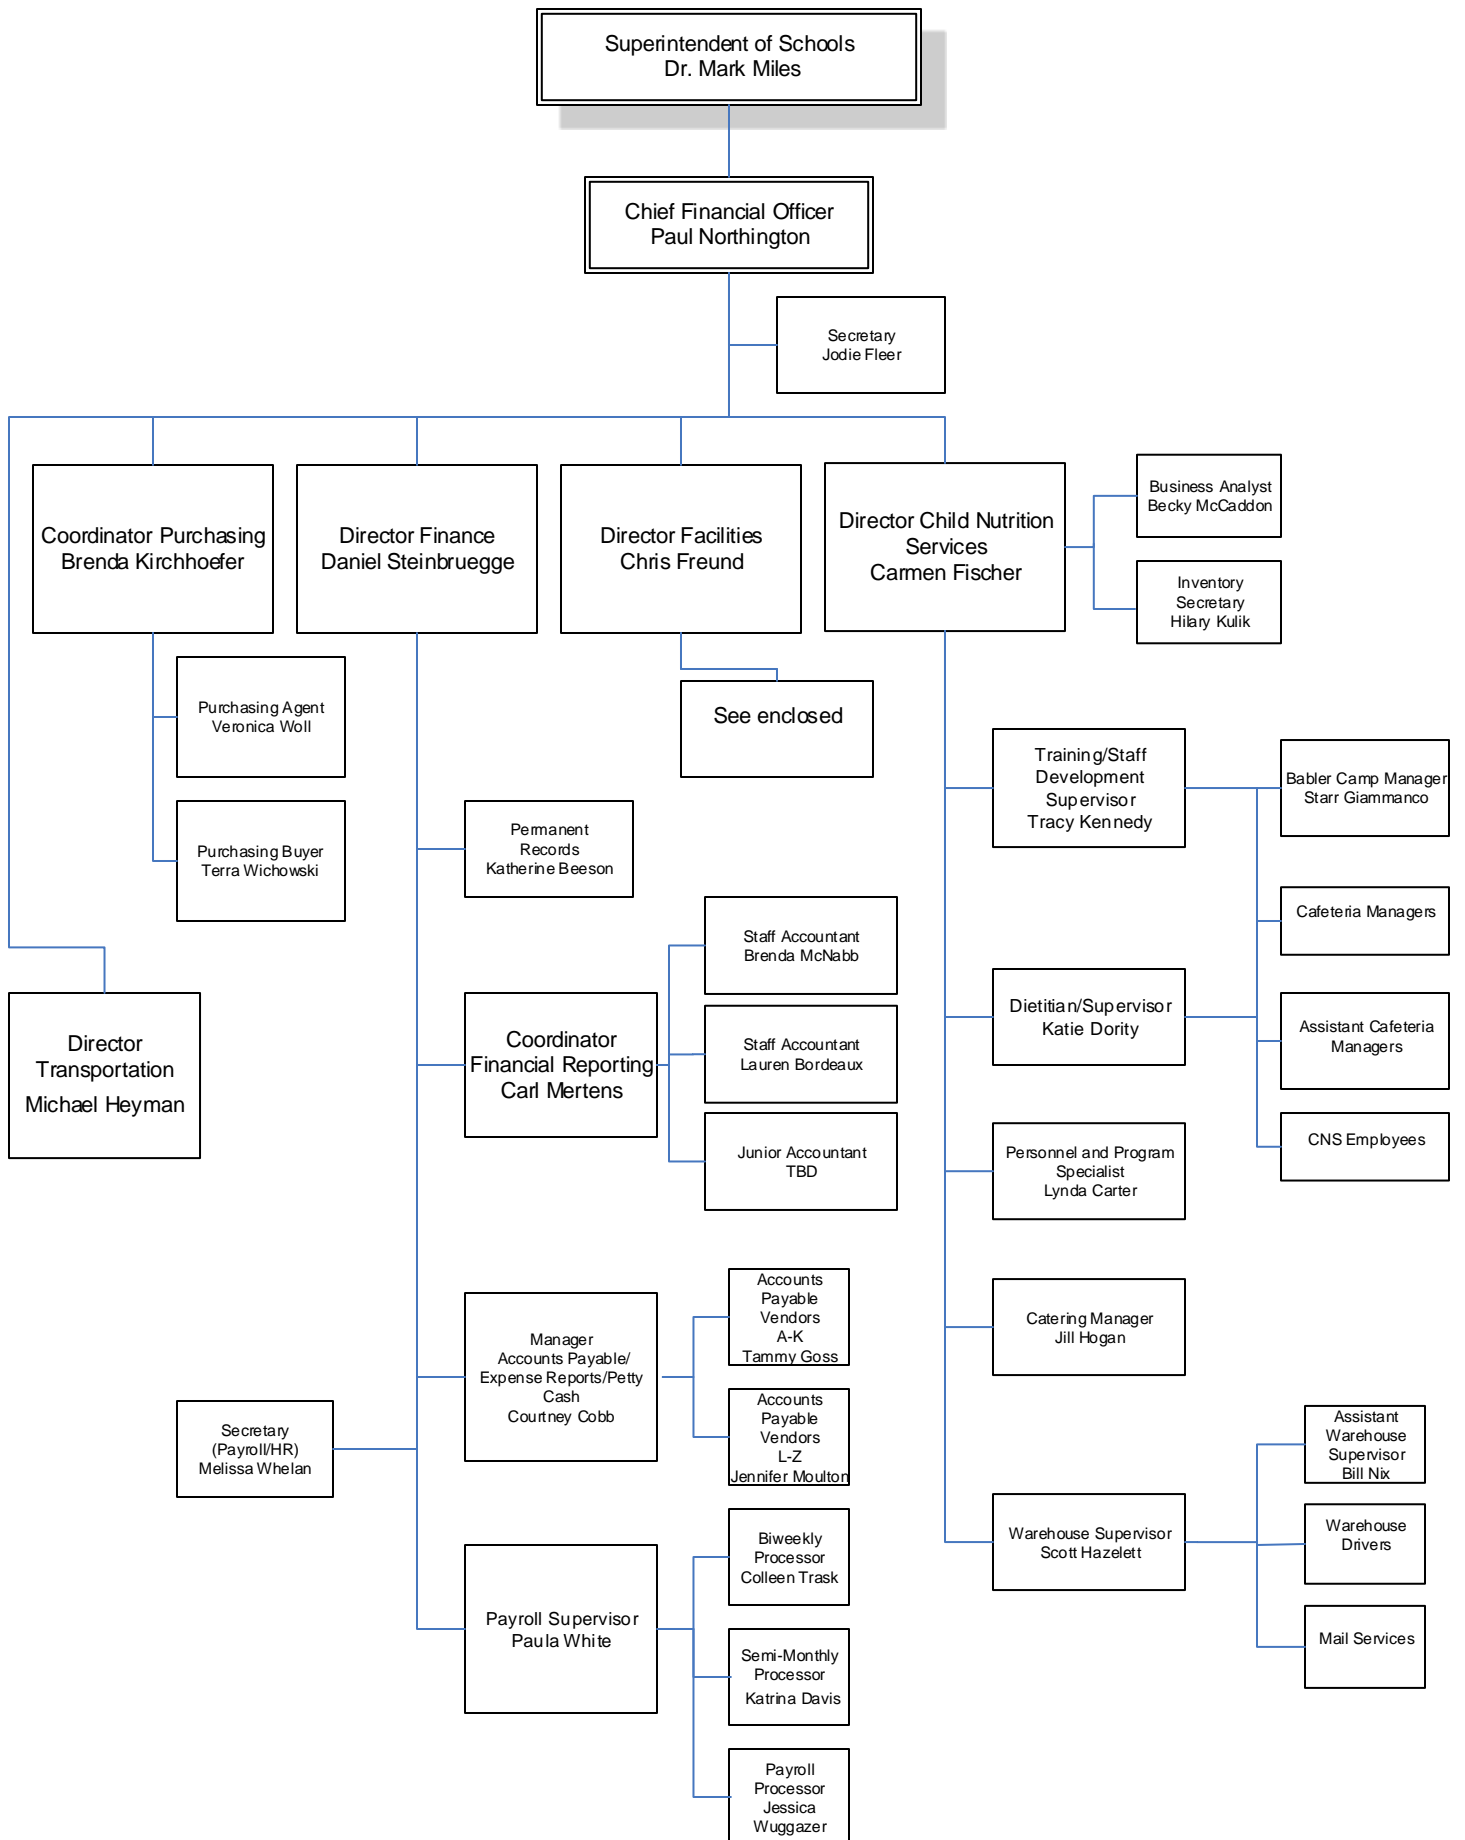 Superintendent of Schools
Dr. Mark Miles
Chief Financial Officer
Paul Northington
Secretary
Jodie Fleer
Coordinator Purchasing
Brenda Kirchhoefer
Director Finance
Daniel Steinbruegge
Director Facilities
Chris Freund
Director Child Nutrition
Services
Carmen Fischer
Business Analyst
Becky McCaddon
Inventory
Secretary
Hilary Kulik
Purchasing Agent
Veronica Woll
Purchasing Buyer
Terra Wichowski
See enclosed
Director
Transportation
Michael Heyman
Permanent
Records
Katherine Beeson
Coordinator
Financial Reporting
Carl Mertens
Staff Accountant
Brenda McNabb
Staff Accountant
Lauren Bordeaux
Junior Accountant
TBD
Manager
Accounts Payable/
Expense Reports/Petty
Cash
Courtney Cobb
Accounts
Payable
Vendors
A-K
Tammy Goss
Accounts
Payable
Vendors
L-Z
Jennifer Moulton
Secretary
(Payroll/HR)
Melissa Whelan
Payroll Supervisor
Paula White
Biweekly
Processor
Colleen Trask
Semi-Monthly
Processor
Katrina Davis
Payroll
Processor
Jessica
Wuggazer
Training/Staff
Development
Supervisor
Tracy Kennedy
Dietitian/Supervisor
Katie Dority
Babler Camp Manager
Starr Giammanco
Cafeteria Managers
Assistant Cafeteria
Managers
CNS Employees
Personnel and Program
Specialist
Lynda Carter
Catering Manager
Jill Hogan
Warehouse Supervisor
Scott Hazelett
Assistant
Warehouse
Supervisor
Bill Nix
Warehouse
Drivers
Mail Services